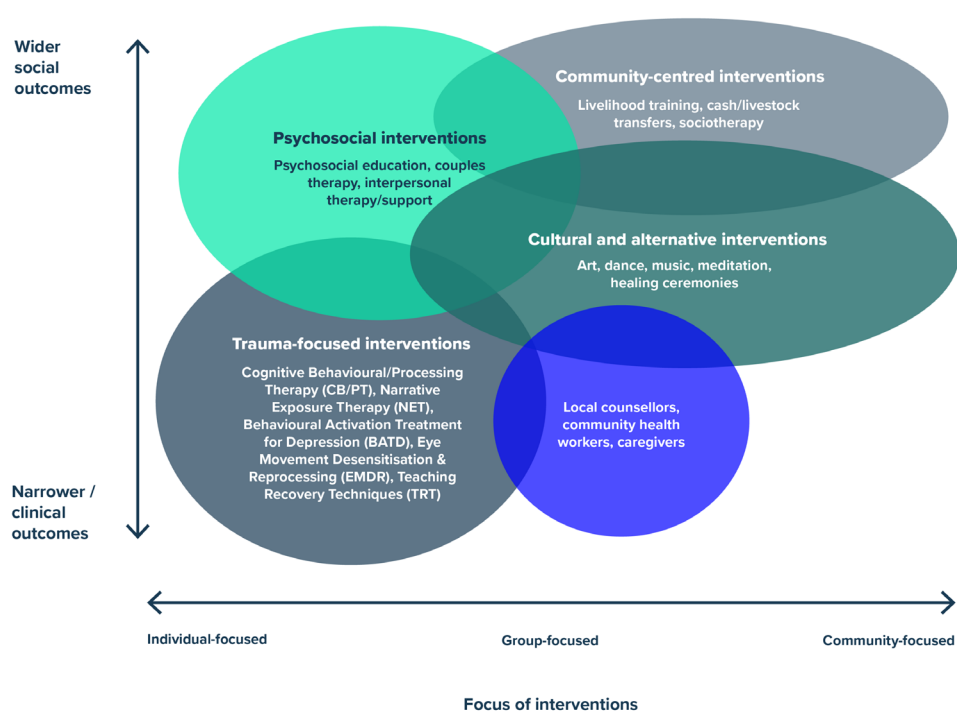 Wider
social
outcomes
Community-centred interventions
Livelihood training, cash/livestock
transfers, sociotherapy
Psychosocial interventions
Psychosocial education, couples
therapy, interpersonal
therapy/support
Cultural and alternative interventions
Art, dance, music, meditation,
healing ceremonies
Trauma-focused interventions
Cognitive Behavioural/Processing
Therapy (CB/PT), Narrative
Exposure Therapy (NET),
Behavioural Activation Treatment
for Depression (BATD), Eye
Movement Desensitisation &
Reprocessing (EMDR), Teaching
Recovery Techniques (TRT)
Local counsellors,
community health
workers, caregivers
Narrower /
clinical
outcomes
Individual-focused
Group-focused
Community-focused
Focus of interventions